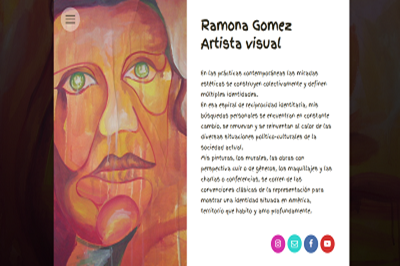 Ramona Gomez
Artista visual
En las prácticas contemporáneas las miradas
estéticas se construyen colectivamente y definen
múltiples identidades.
En esa espiral de reciprocidad identitaria, mis
búsquedas personales se encuentran en constante
cambio, se renuevan y se reinventan al calor de las
diversas situaciones político-culturales de la
sociedad actual.
Mis pinturas, los murales, las obras con
perspectiva cuir o de géneros, los maquillajes y las
charlas o conferencias, se corren de las
convenciones clásicas de la representación para
mostrar una identidad situada en América,
territorio que habito y amo profundamente.